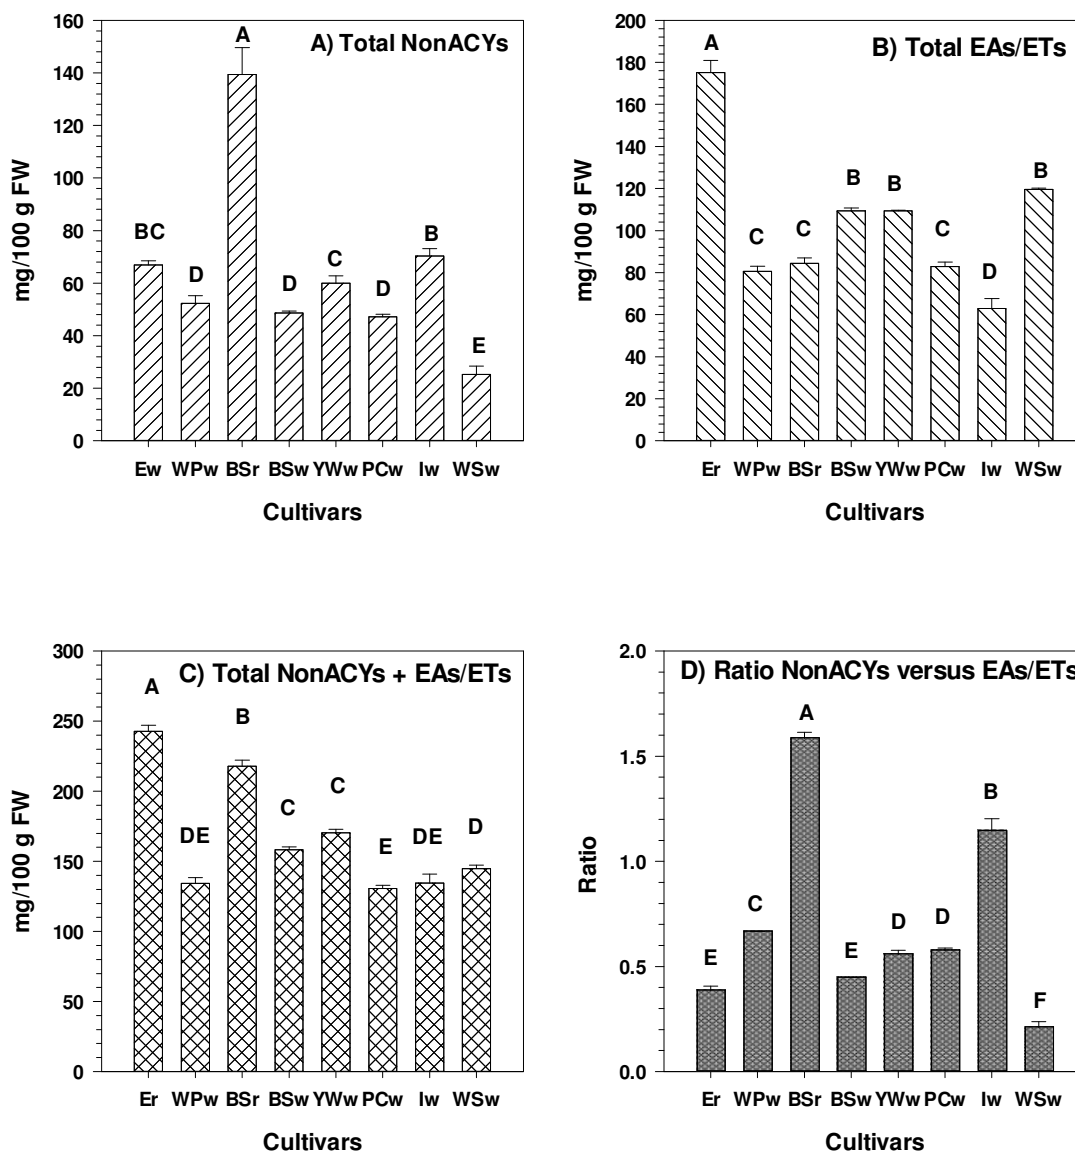 A) Total NonACYs
160
140
120
100
80
60
40
20
0
mg/100 g FW
BC
D
A
D
C
D
B
E
Ew WPw BSr BSw YWw PCw Iw WSw
Cultivars
B) Total EAs/ETs
200
180
160
140
120
100
80
60
40
20
0
mg/100 g FW
A
C
C
B
B
C
D
B
Er WPw BSr BSw YWw PCw Iw WSw
Cultivars
C) Total NonACYs + EAs/ETs
300
250
200
150
100
50
0
mg/100 g FW
A
DE
B
C
C
E
DE
D
Er WPw BSr BSw YWw PCw Iw WSw
Cultivars
D) Ratio NonACYs versus EAs/ETs
2.0
1.5
1.0
0.5
0.0
Ratio
E
C
A
E
D
D
B
F
Er WPw BSr BSw YWw PCw Iw WSw
Cultivars